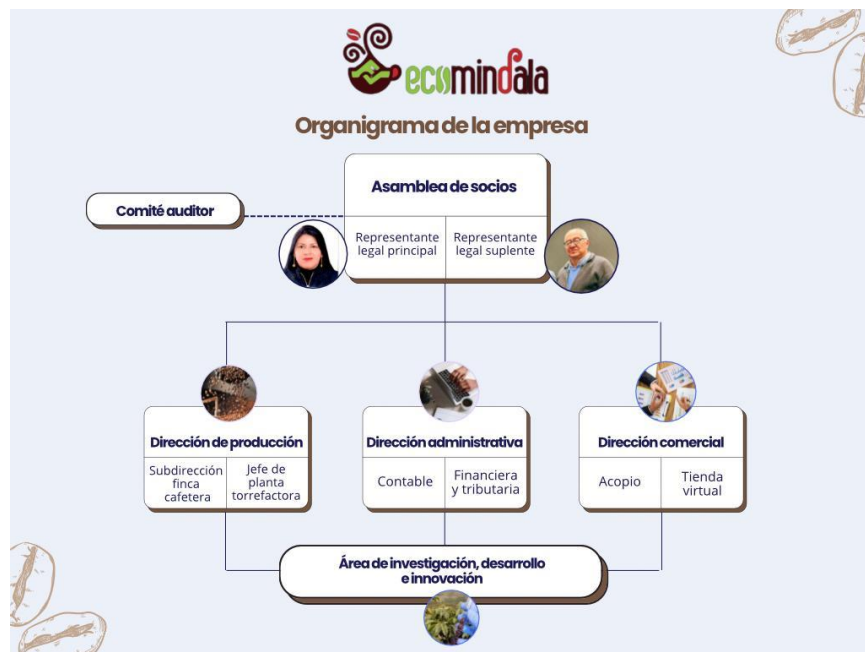 ecomindala
Organigrama de la empresa
Asamblea de socios
Comité auditor
Representante
legal principal
Representante
legal suplente
Dirección de producción
Subdirección
finca
cafetera
Jefe de
planta
torrefactora
Dirección administrativa
Contable
Financiera
y tributaria
Dirección comercial
Acopio
Tienda
virtual
Área de investigación, desarrollo
e innovación